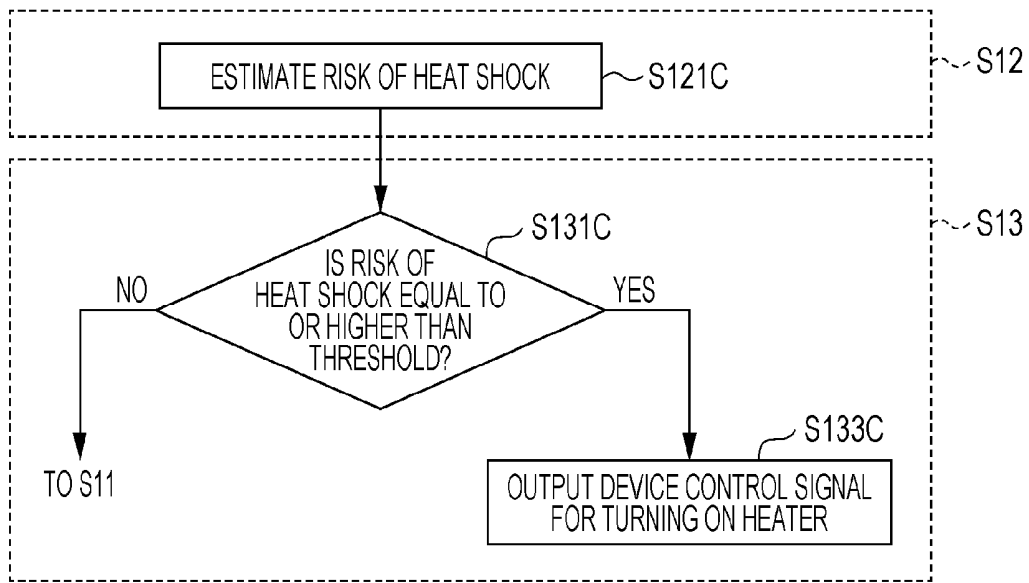 ESTIMATE RISK OF HEAT SHOCK
S121C
S12
S131C
S13
IS RISK OF
HEAT SHOCK EQUAL TO
OR HIGHER THAN
THRESHOLD?
NO
YES
TO S11
S133C
OUTPUT DEVICE CONTROL SIGNAL
FOR TURNING ON HEATER